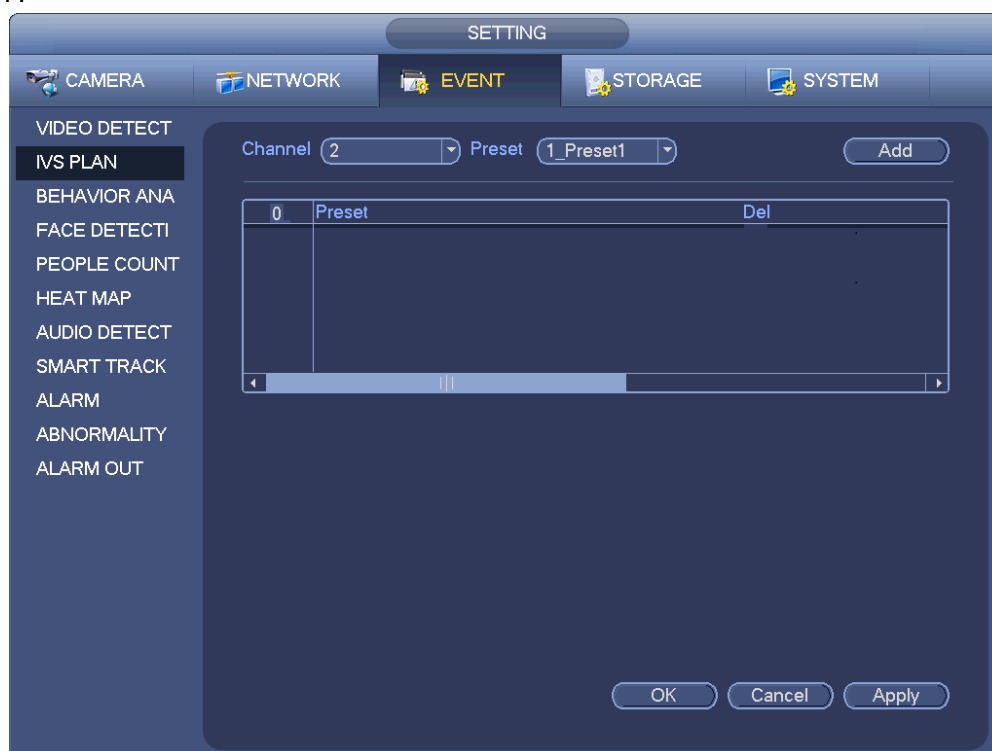 SETTING
CAMERA NETWORK EVENT STORAGE SYSTEM
VIDEO DETECT
IVS PLAN
BEHAVIOR ANA
FACE DETECTI
PEOPLE COUNT
HEAT MAP
AUDIO DETECT
SMART TRACK
ALARM
ABNORMALITY
ALARM OUT
Channel 2 Preset 1_Preset1 Add
0 Preset Del
OK Cancel Apply